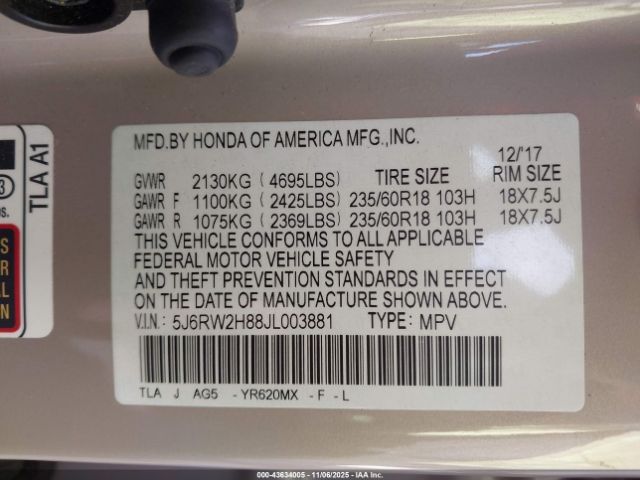 MFD.BY HONDA OF AMERICA MFG.,INC.
12/'17
GVWR 2130KG ( 4695LBS) TIRE SIZE RIM SIZE
GAWR F 1100KG ( 2425LBS) 235/60R18 103H 18X7.5J
GAWR R 1075KG ( 2369LBS) 235/60R18 103H 18X7.5J
THIS VEHICLE CONFORMS TO ALL APPLICABLE
FEDERAL MOTOR VEHICLE SAFETY
AND THEFT PREVENTION STANDARDS IN EFFECT
ON THE DATE OF MANUFACTURE SHOWN ABOVE.
V.I.N.: 5J6RW2H88JL003881 TYPE: MPV
TLA J AG5 - YR620MX - F - L
TLA A1
3
000-43634005 - 11/06/2025 - IAAI, Inc.